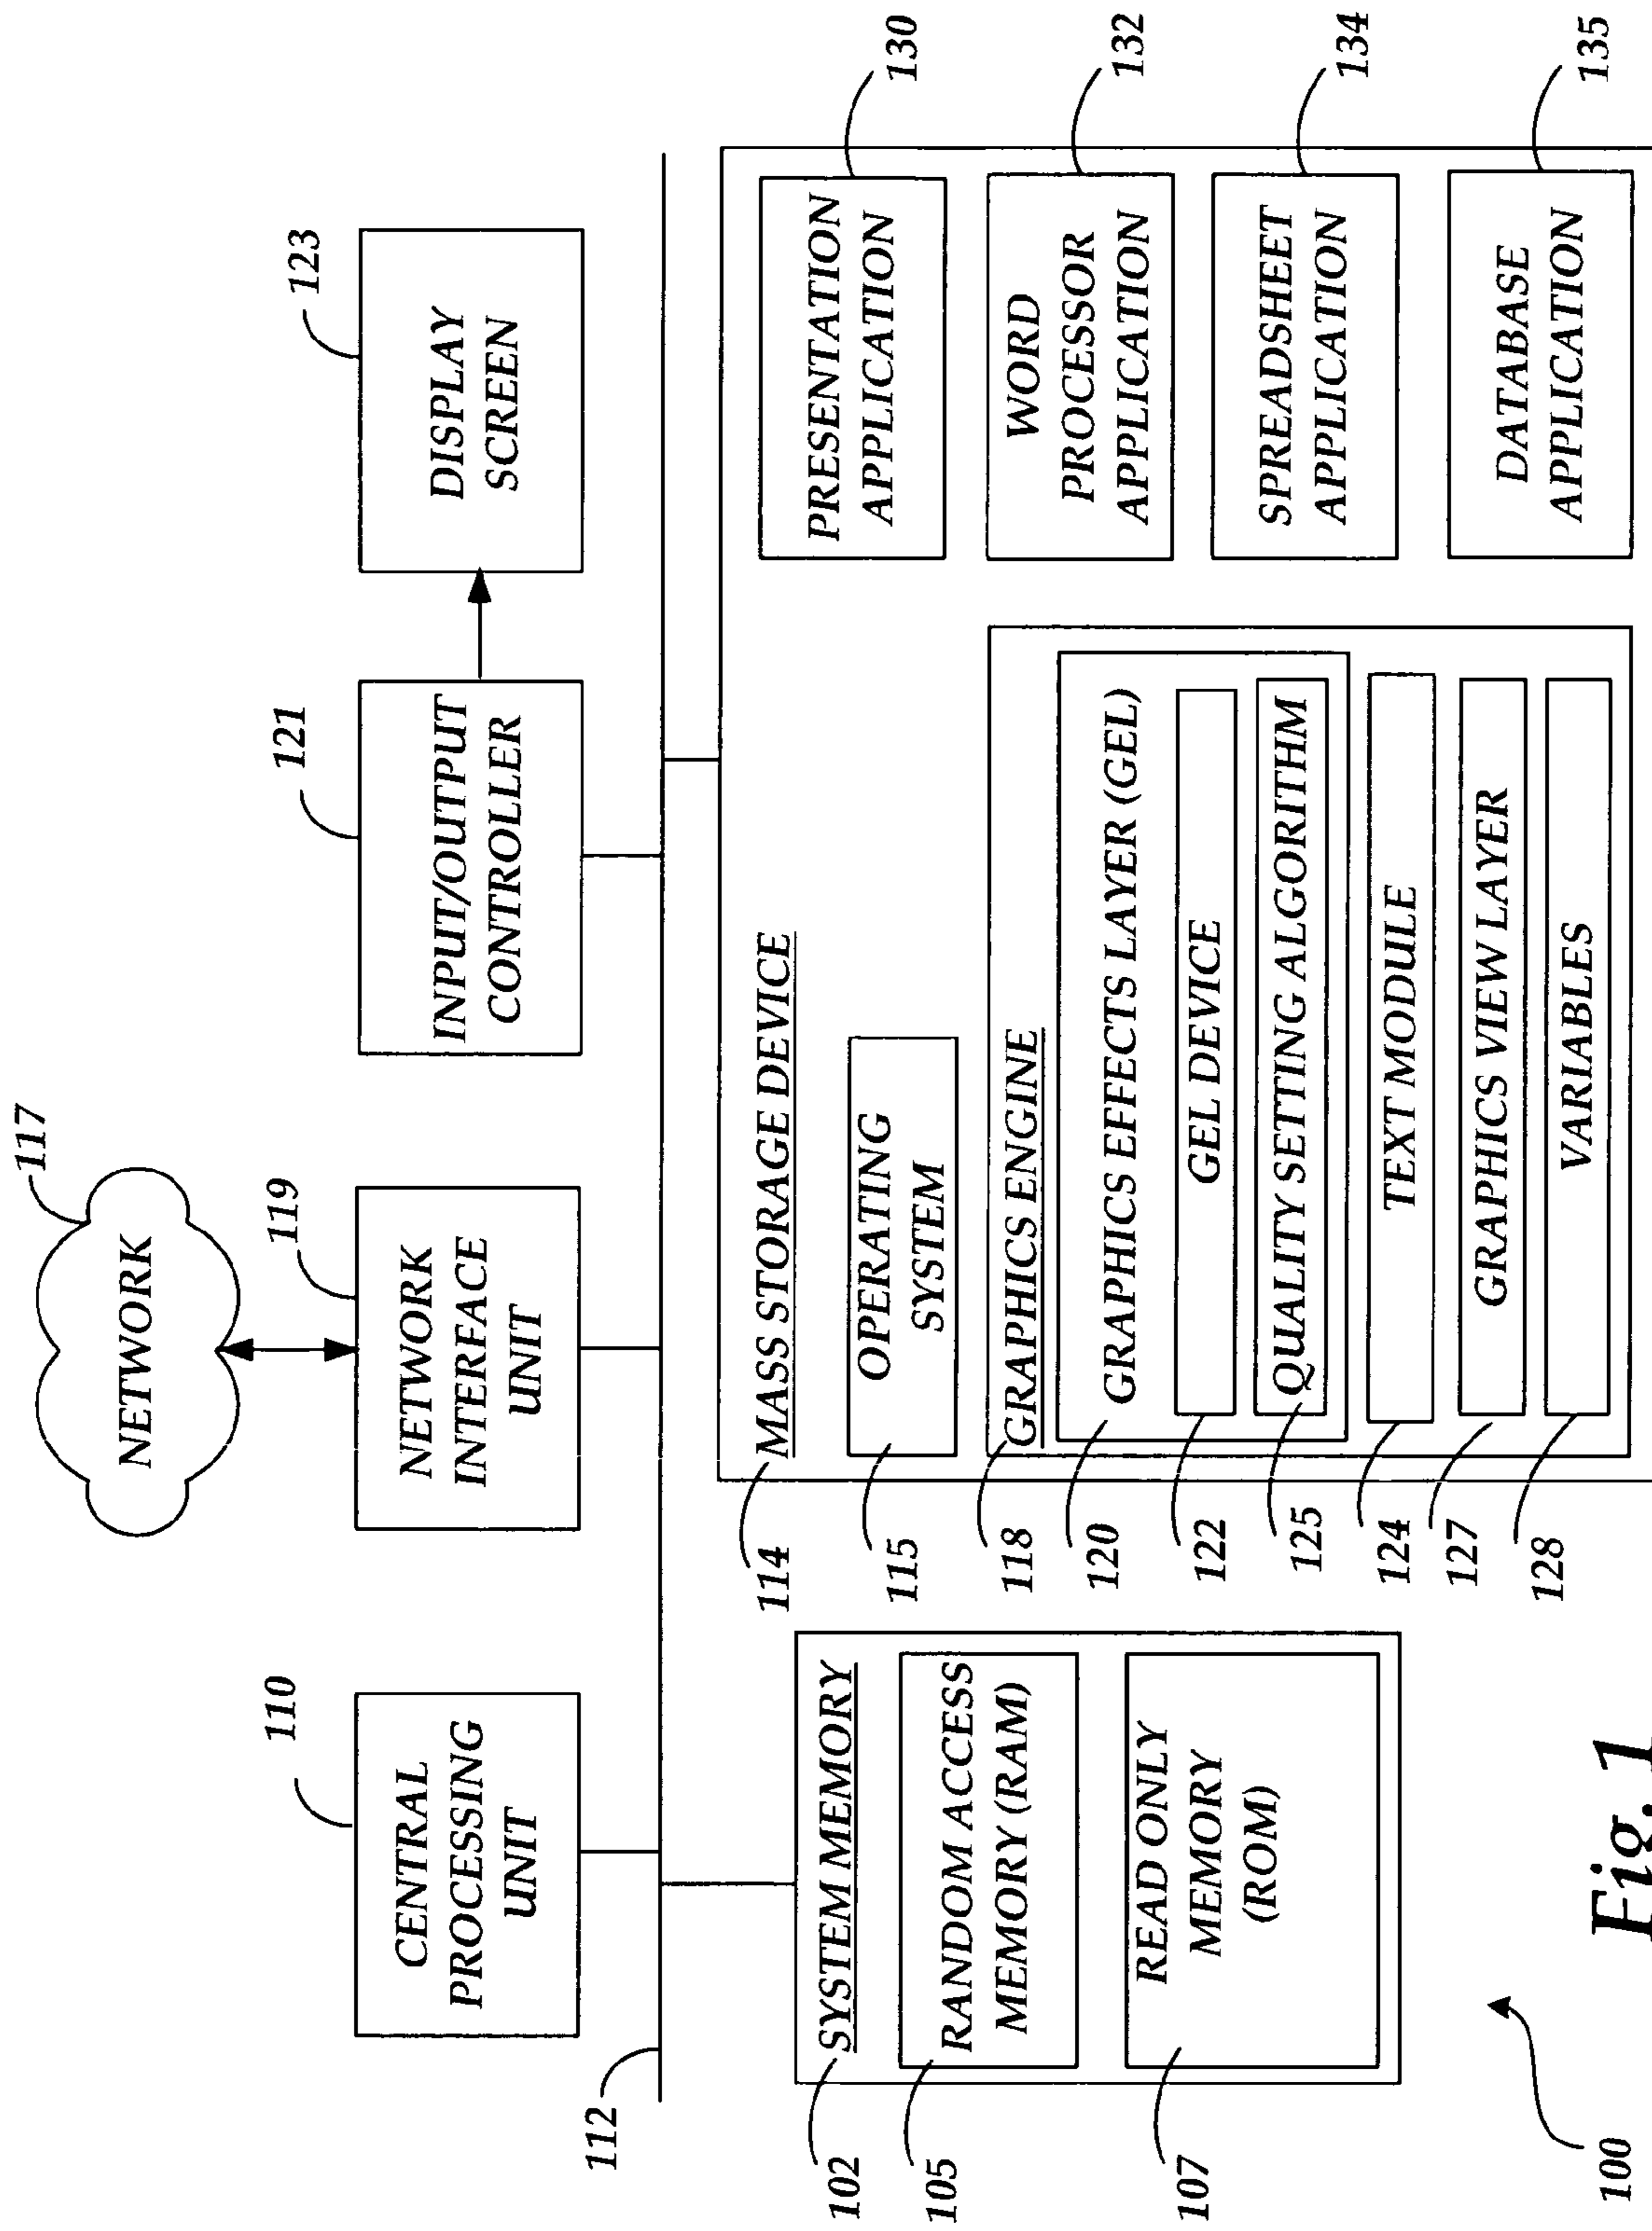 117
NETWORK
110
119
121
123
CENTRAL
PROCESSING
UNIT
NETWORK
INTERFACE
UNIT
INPUT/OUTPUT
CONTROLLER
DISPLAY
SCREEN
112
102
SYSTEM MEMORY
105
RANDOM ACCESS
MEMORY (RAM)
107
READ ONLY
MEMORY
(ROM)
114
MASS STORAGE DEVICE
115
OPERATING
SYSTEM
118
GRAPHICS ENGINE
120
GRAPHICS EFFECTS LAYER (GEL)
122
GEL DEVICE
125
QUALITY SETTING ALGORITHM
124
TEXT MODULE
127
GRAPHICS VIEW LAYER
128
VARIABLES
PRESENTATION
APPLICATION
130
WORD
PROCESSOR
APPLICATION
132
SPREADSHEET
APPLICATION
134
DATABASE
APPLICATION
135
100
Fig. 1